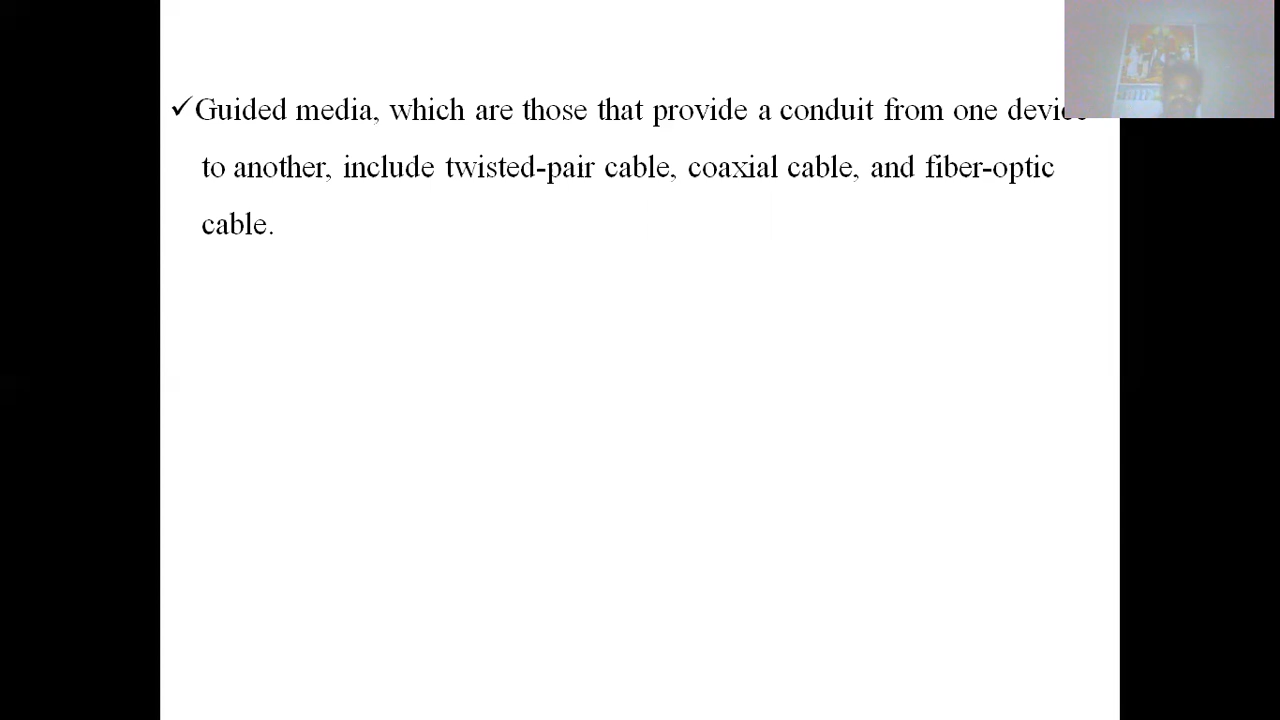 ✓Guided media, which are those that provide a conduit from one device
to another, include twisted-pair cable, coaxial cable, and fiber-optic
cable.